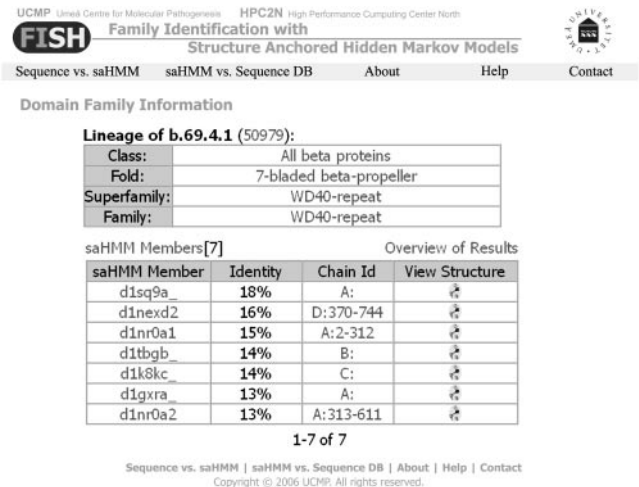 UCMP Umeå Centre for Molecular Pathogenesis HPC2N High Performance Cumputing Center North
FISH Family Identification with
Structure Anchored Hidden Markov Models
Sequence vs. saHMM saHMM vs. Sequence DB About Help Contact
Domain Family Information
Lineage of b.69.4.1 (50979):
Class: All beta proteins
Fold: 7-bladed beta-propeller
Superfamily: WD40-repeat
Family: WD40-repeat
saHMM Members[7] Overview of Results
saHMM Member Identity Chain Id View Structure
d1sq9a_ 18% A:
d1nexd2 16% D:370-744
d1nr0a1 15% A:2-312
d1tbgb_ 14% B:
d1k8kc_ 14% C:
d1gxra_ 13% A:
d1nr0a2 13% A:313-611
1-7 of 7
Sequence vs. saHMM | saHMM vs. Sequence DB | About | Help | Contact
Copyright © 2006 UCMP. All rights reserved.